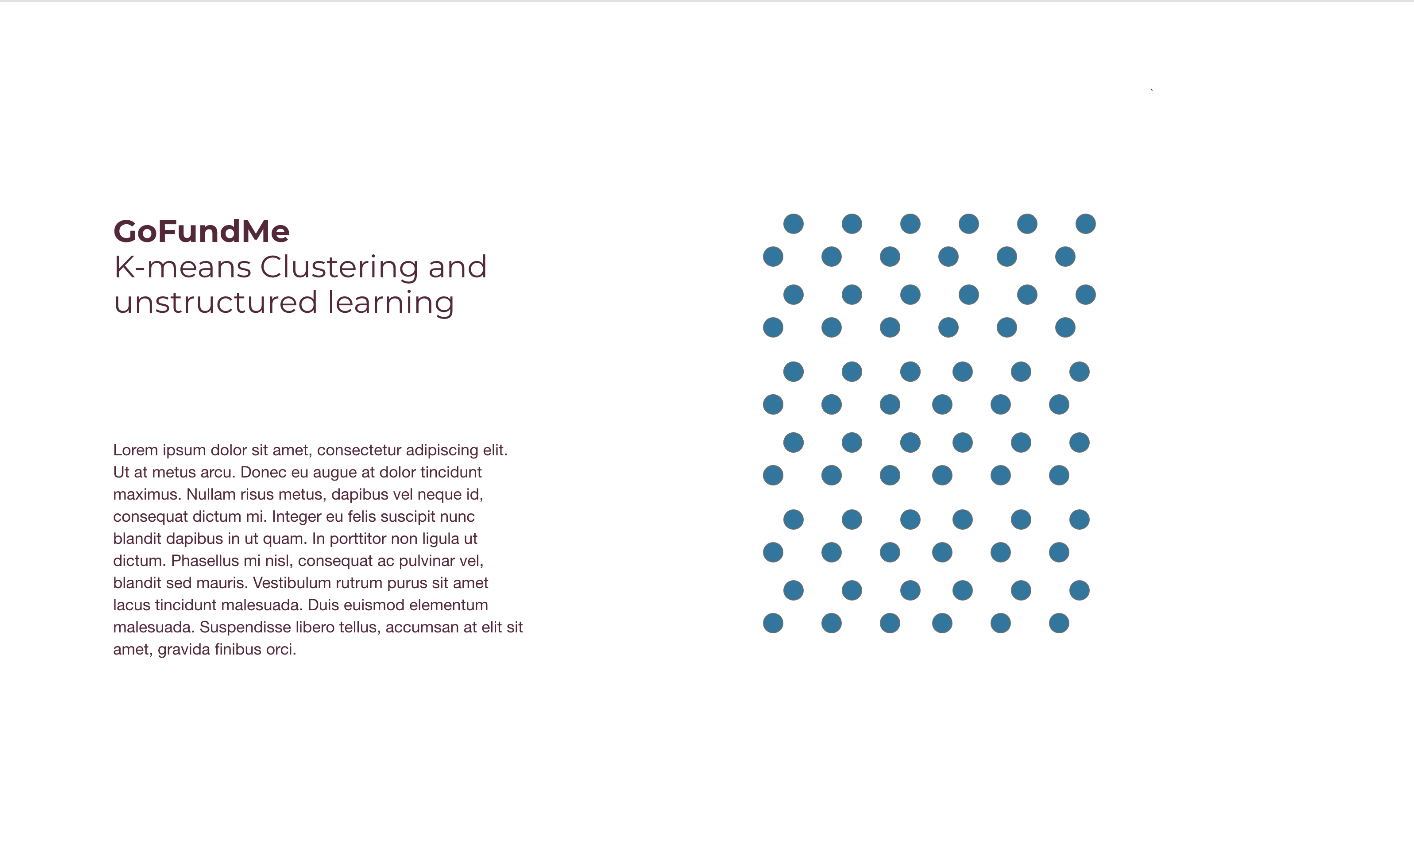 GoFundMe
K-means Clustering and
unstructured learning
Lorem ipsum dolor sit amet, consectetur adipiscing elit.
Ut at metus arcu. Donec eu augue at dolor tincidunt
maximus. Nullam risus metus, dapibus vel neque id,
consequat dictum mi. Integer eu felis suscipit nunc
blandit dapibus in ut quam. In porttitor non ligula ut
dictum. Phasellus mi nisl, consequat ac pulvinar vel,
blandit sed mauris. Vestibulum rutrum purus sit amet
lacus tincidunt malesuada. Duis euismod elementum
malesuada. Suspendisse libero tellus, accumsan at elit sit
amet, gravida finibus orci.